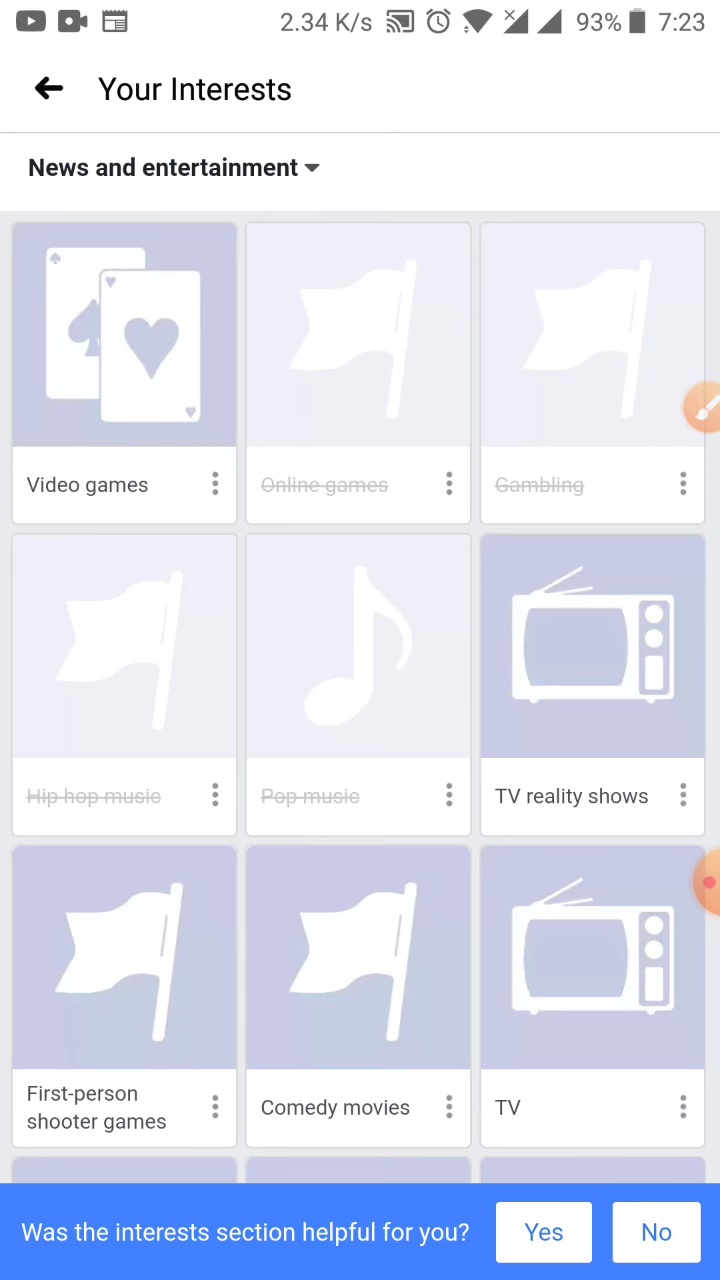 2.34 K/s 93% 7:23
Your Interests
News and entertainment
Video games Online games Gambling
Hip hop music Pop music TV reality shows
First-person
shooter games Comedy movies TV
Was the interests section helpful for you? Yes No